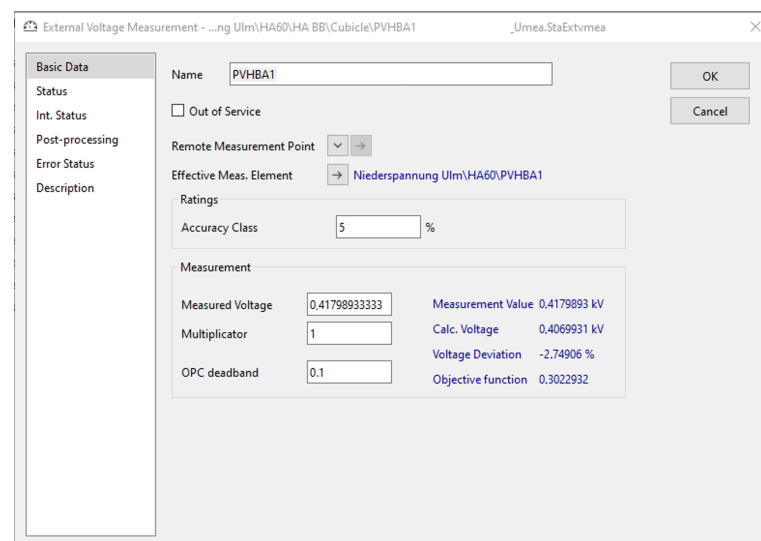 External Voltage Measurement - ...ng Ulm\HA60\HA BB\Cubicle\PVHBA1 _Umea.StaExtvmea
Basic Data
Status
Int. Status
Post-processing
Error Status
Description
Name PVHBA1
Out of Service
Remote Measurement Point
Effective Meas. Element Niederspannung Ulm\HA60\PVHBA1
Ratings
Accuracy Class 5 %
Measurement
Measured Voltage 0,41798933333 Measurement Value 0,4179893 kV
Multiplicator 1 Calc. Voltage 0,4069931 kV
Voltage Deviation -2,74906 %
OPC deadband 0.1 Objective function 0,3022932
OK
Cancel